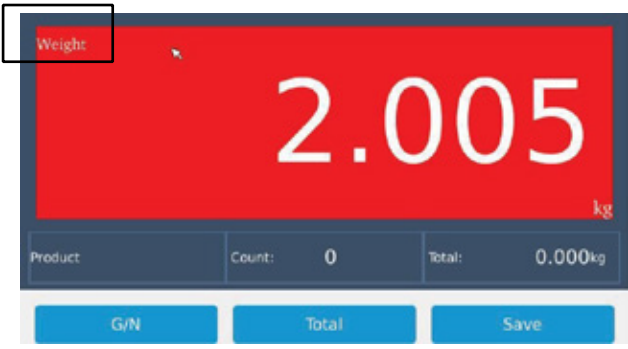 Weight
2.005
kg
Product Count: 0 Total: 0.000kg
G/N Total Save